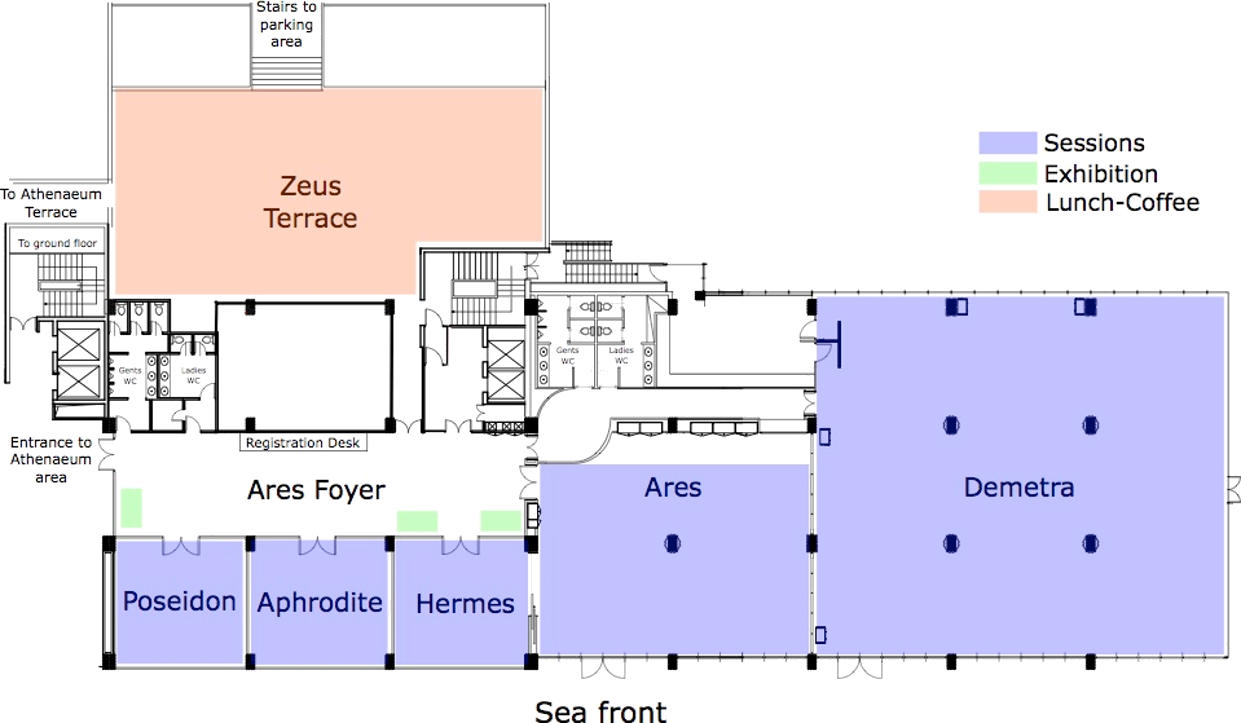 Stairs to
parking
area
Sessions
Exhibition
Lunch-Coffee
Zeus
Terrace
To Athenaeum
Terrace
To ground floor
Gents
WC
Ladies
WC
Gents
WC
Ladies
WC
Registration Desk
Entrance to
Athenaeum
area
Ares Foyer
Ares
Demetra
Poseidon
Aphrodite
Hermes
Sea front